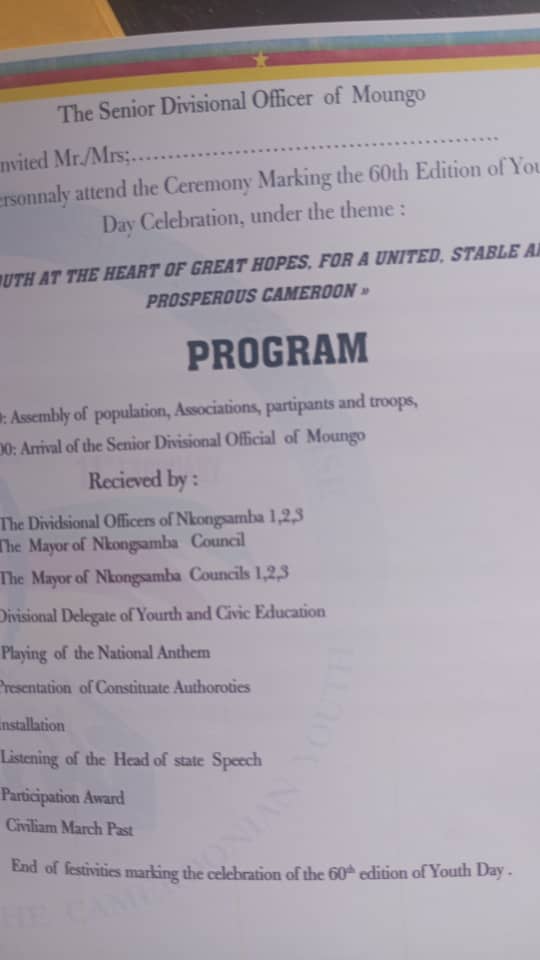 The Senior Divisional Officer of Moungo
nvited Mr./Mrs;..........................................................
ersonnaly attend the Ceremony Marking the 60th Edition of You
Day Celebration, under the theme :
OUTH AT THE HEART OF GREAT HOPES, FOR A UNITED, STABLE A
PROSPEROUS CAMEROON »
PROGRAM
: Assembly of population, Associations, partipants and troops,
00: Arrival of the Senior Divisional Official of Moungo
Recieved by :
The Dividsional Officers of Nkongsamba 1,2,3
The Mayor of Nkongsamba Council
The Mayor of Nkongsamba Councils 1,2,3
Divisional Delegate of Yourth and Civic Education
Playing of the National Anthem
Presentation of Constituate Authoroties
nstallation
Listening of the Head of state Speech
Participation Award
Civiliam March Past
End of festivities marking the celebration of the 60th edition of Youth Day .
HE CAMEROONIAN YOUTH